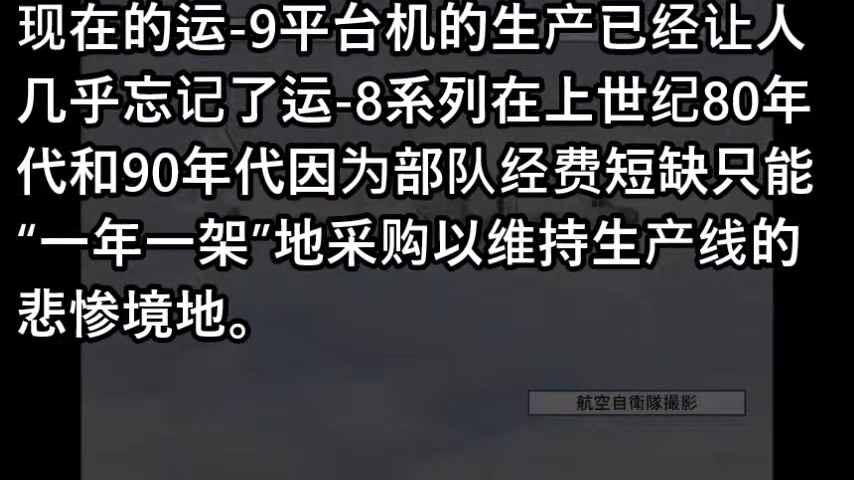 现在的运-9平台机的生产已经让人
几乎忘记了运-8系列在上世纪80年
代和90年代因为部队经费短缺只能
“一年一架”地采购以维持生产线的
悲惨境地。
航空自衛隊撮影